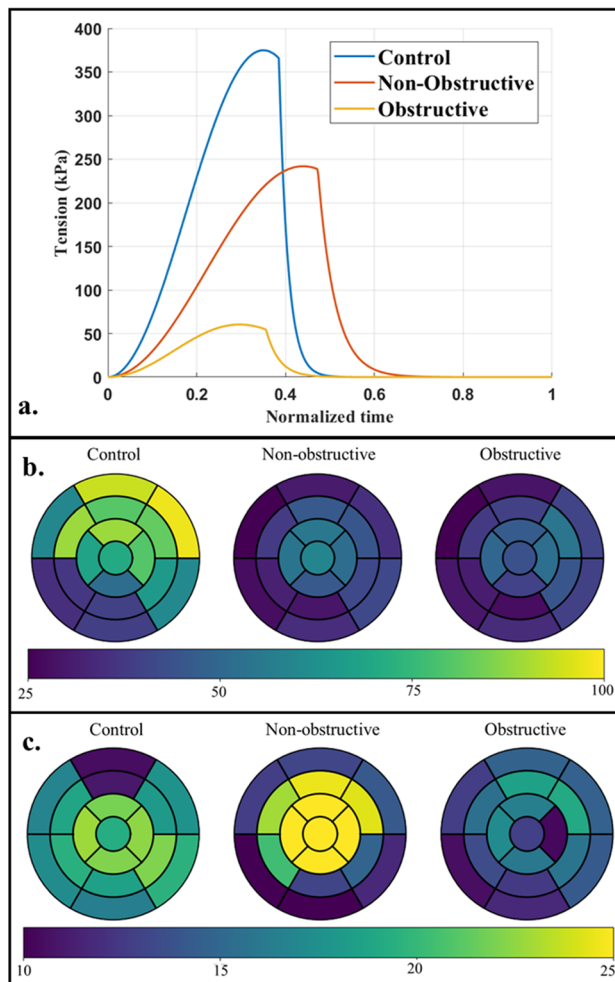 400
350
300
250
200
150
100
50
0
Tension (kPa)
Control
Non-Obstructive
Obstructive
0 0.2 0.4 0.6 0.8 1
Normalized time
a.
b.
Control Non-obstructive Obstructive
25 50 75 100
c.
Control Non-obstructive Obstructive
10 15 20 25